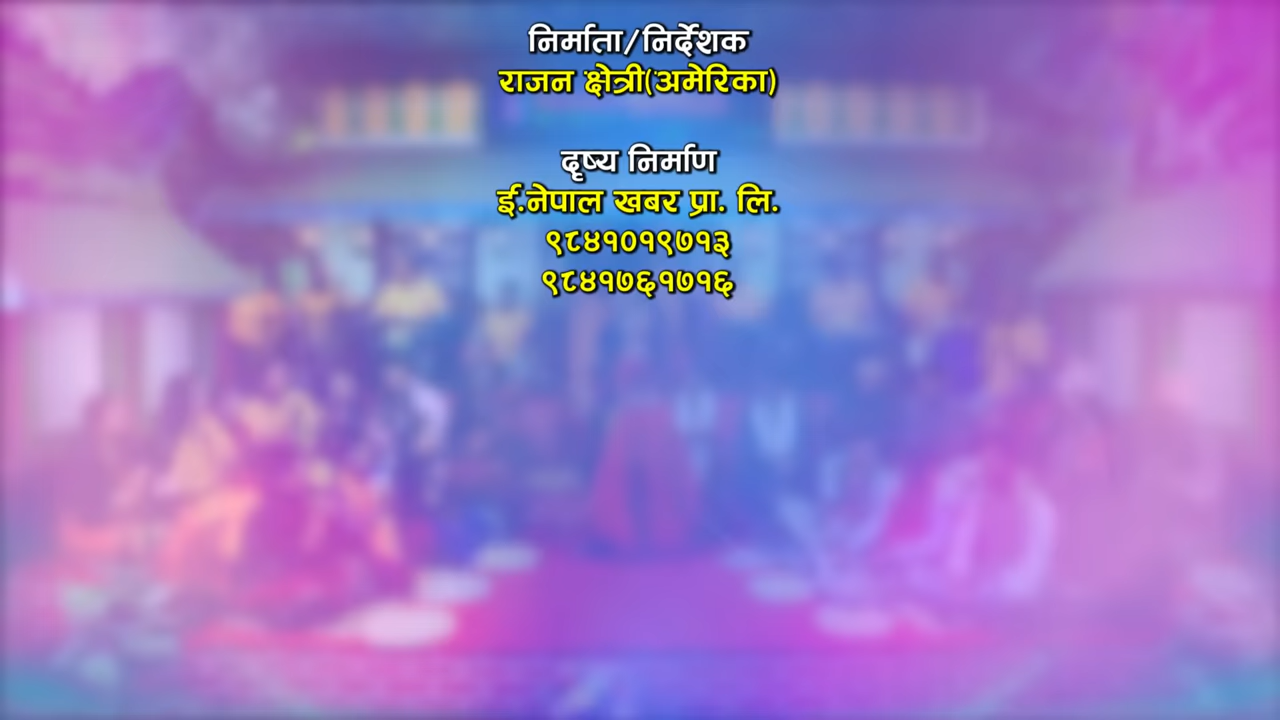 निर्माता/निर्देशक
राजन क्षेत्री(अमेरिका)
दृष्य निर्माण
ई.नेपाल खबर प्रा. लि.
९८४१०१९७१३
९८४१७६१७१६